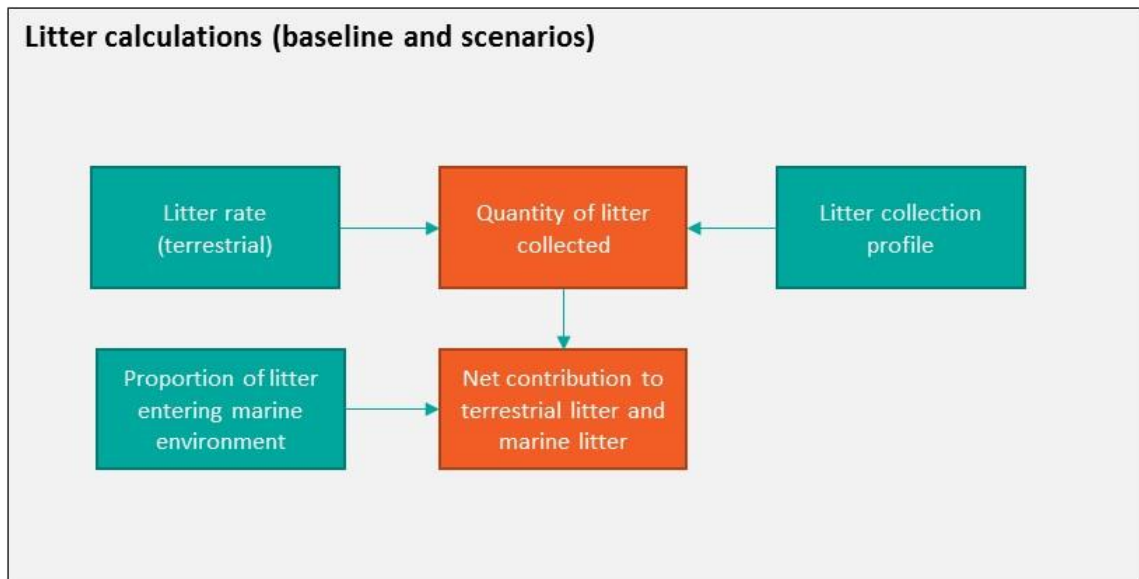 Litter calculations (baseline and scenarios)
Litter rate
(terrestrial)
Quantity of litter
collected
Litter collection
profile
Proportion of litter
entering marine
environment
Net contribution to
terrestrial litter and
marine litter